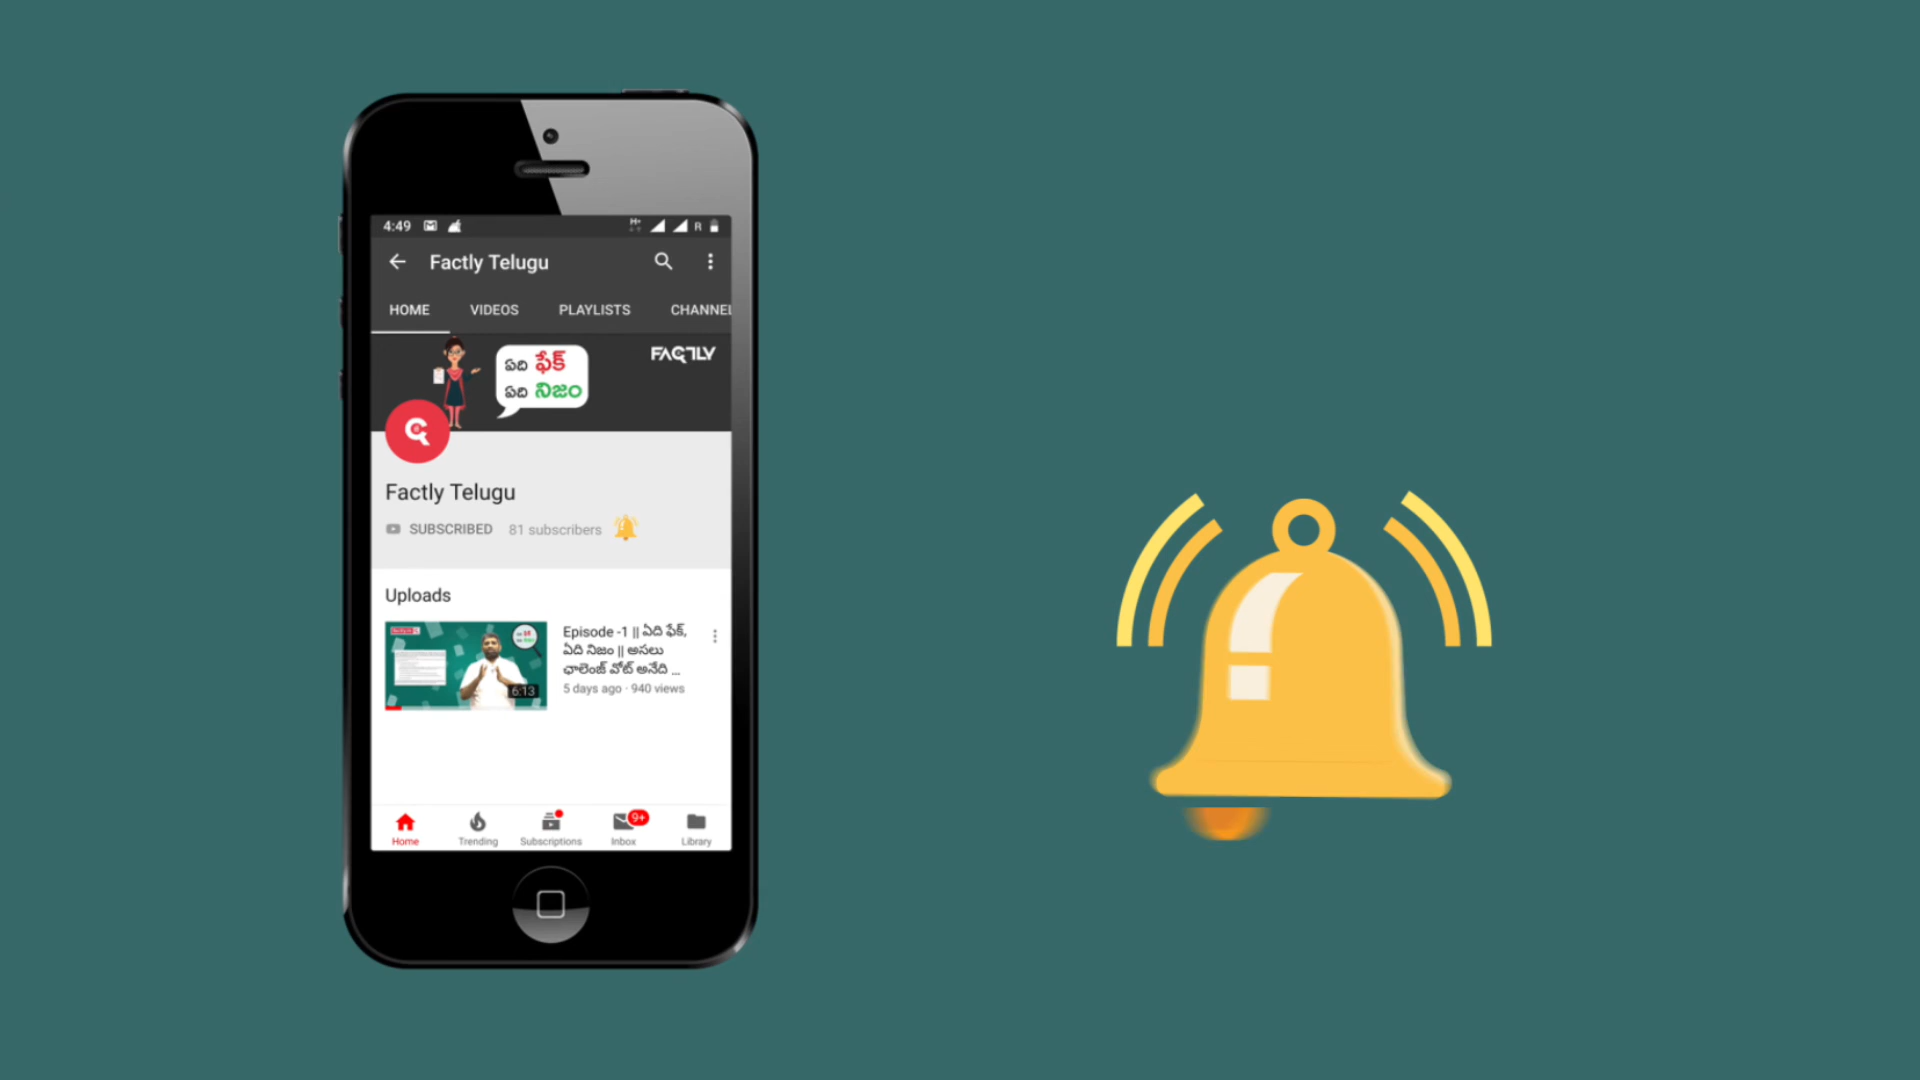 4:49
H+
R
Factly Telugu
HOME VIDEOS PLAYLISTS CHANNEL
ఏది ఫేక్
ఏది నిజం
FACTLY
Factly Telugu
SUBSCRIBED 81 subscribers
Uploads
Episode -1 || ఏది ఫేక్,
ఏది నిజం || అసలు
ఛాలెంజ్ వోట్ అనేది ...
5 days ago · 940 views
6:13
9+
Home Trending Subscriptions Inbox Library